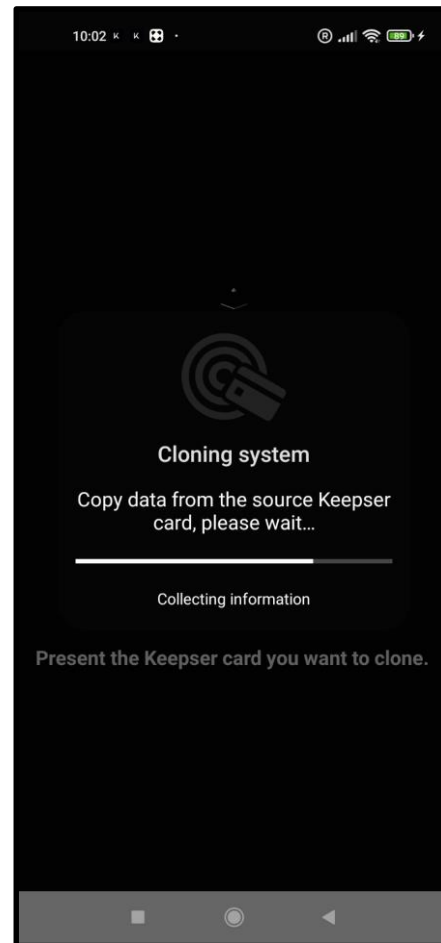 10:02 K K
R 89
Cloning system
Copy data from the source Keepser
card, please wait...
Collecting information
Present the Keepser card you want to clone.